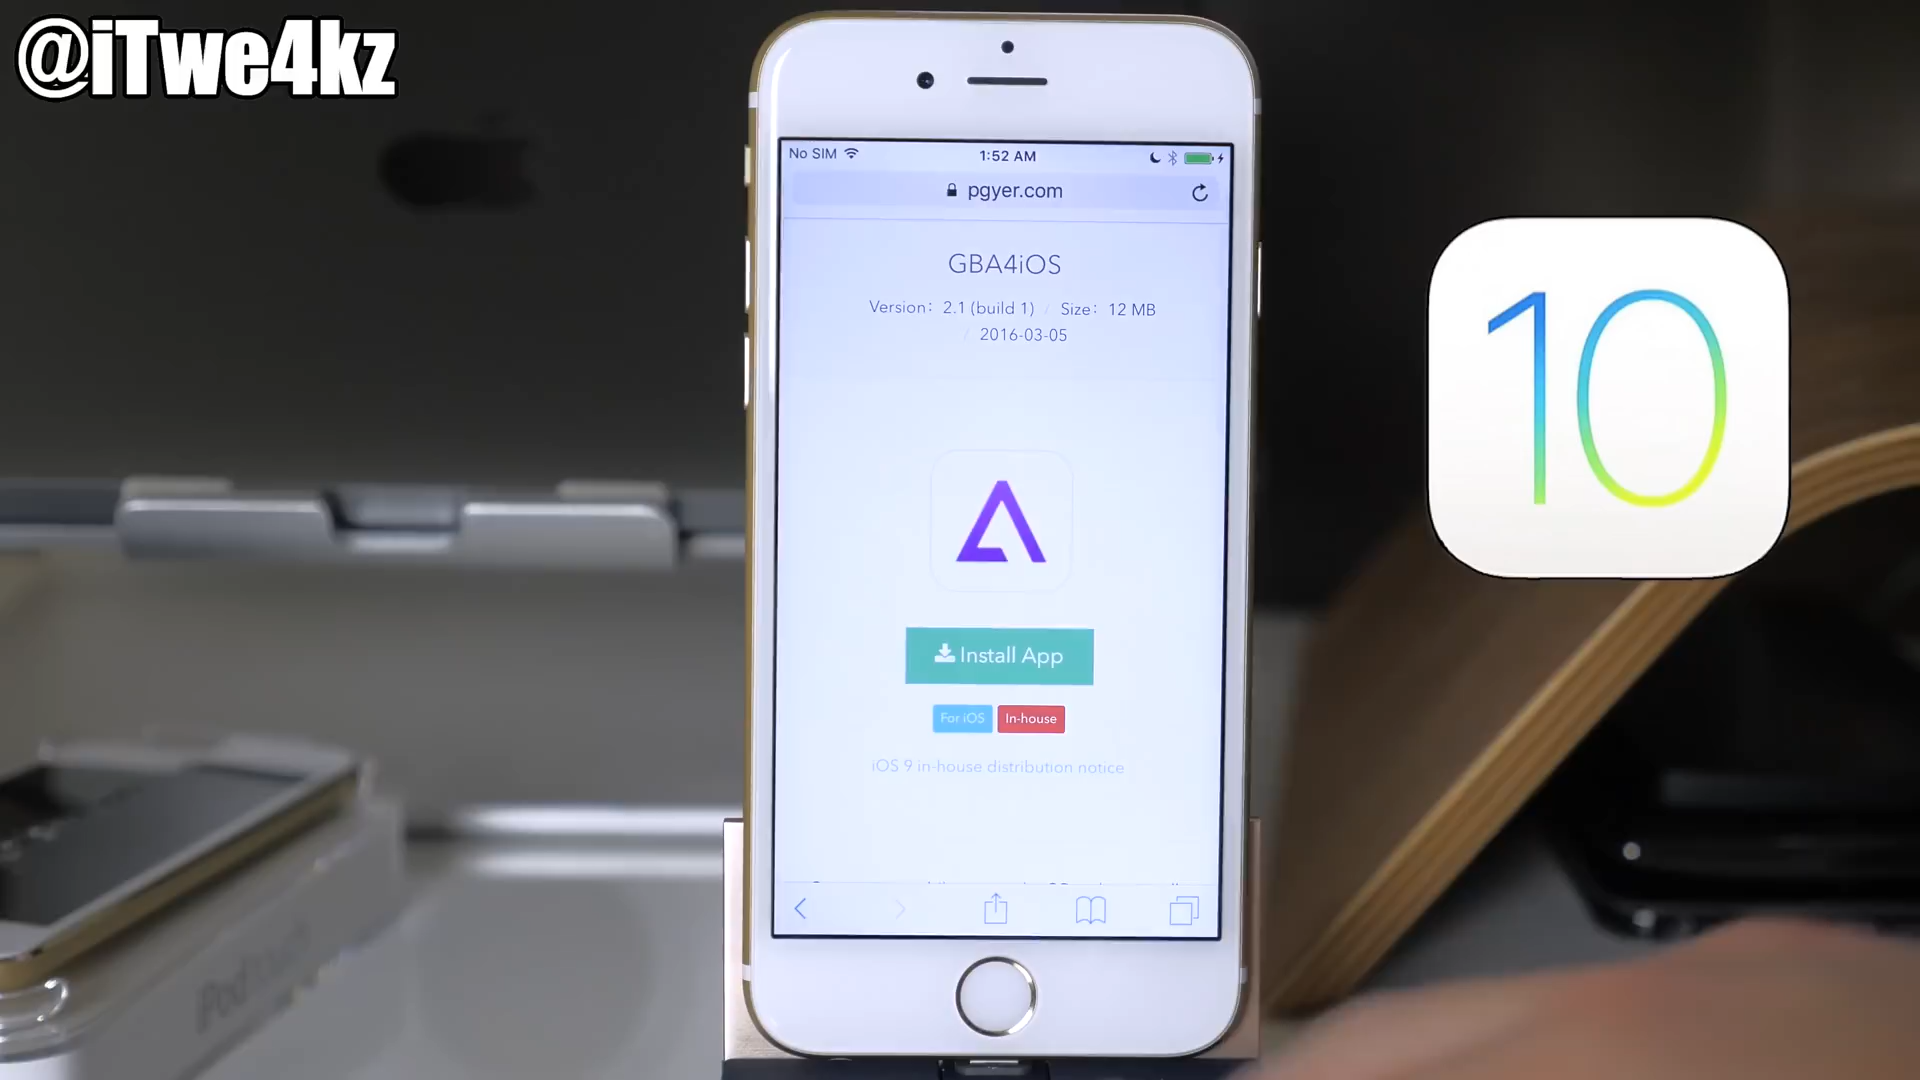 @iTwe4kz
No SIM
1:52 AM
pgyer.com
GBA4iOS
Version: 2.1 (build 1) / Size: 12 MB
/ 2016-03-05
Install App
For iOS
In-house
iOS 9 in-house distribution notice
10
iPod